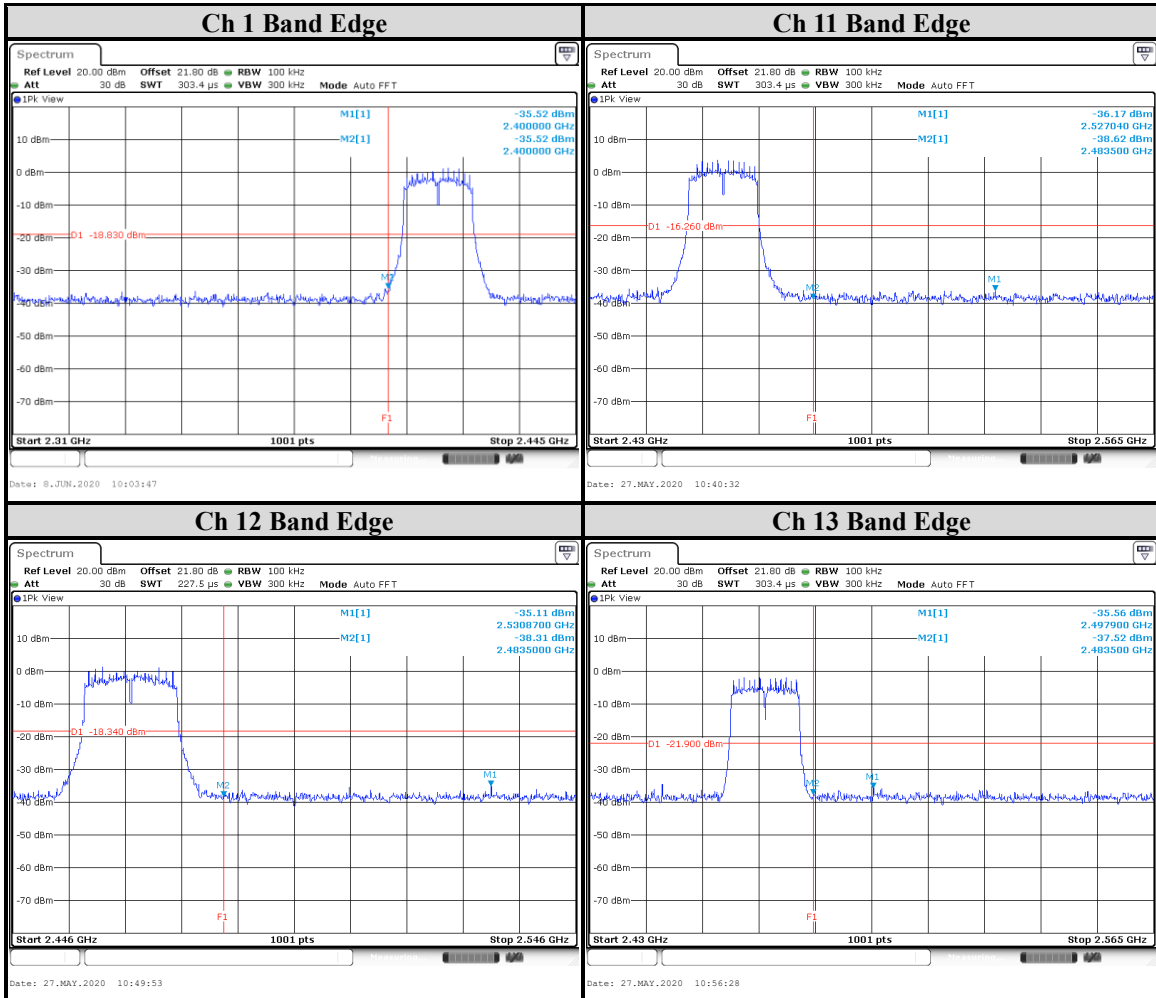 Ch 1 Band Edge
Spectrum
Ref Level 20.00 dBm Offset 21.80 dB RBW 100 kHz
Att 30 dB SWT 303.4 µs VBW 300 kHz Mode Auto FFT
1Pk View
M1[1] -35.52 dBm
2.400000 GHz
10 dBm M2[1] -35.52 dBm
2.400000 GHz
0 dBm
-10 dBm
D1 -18.830 dBm
-20 dBm
-30 dBm
M2
-40 dBm
-50 dBm
-60 dBm
-70 dBm
F1
Start 2.31 GHz 1001 pts Stop 2.445 GHz
Date: 8.JUN.2020 10:03:47
Ch 11 Band Edge
Spectrum
Ref Level 20.00 dBm Offset 21.80 dB RBW 100 kHz
Att 30 dB SWT 303.4 µs VBW 300 kHz Mode Auto FFT
1Pk View
M1[1] -36.17 dBm
2.527040 GHz
10 dBm M2[1] -38.62 dBm
2.483500 GHz
0 dBm
-10 dBm
D1 -16.260 dBm
-20 dBm
-30 dBm
M1
M2
-40 dBm
-50 dBm
-60 dBm
-70 dBm
F1
Start 2.43 GHz 1001 pts Stop 2.565 GHz
Measuring
Date: 27.MAY.2020 10:40:32
Ch 12 Band Edge
Spectrum
Ref Level 20.00 dBm Offset 21.80 dB RBW 100 kHz
Att 30 dB SWT 227.5 µs VBW 300 kHz Mode Auto FFT
1Pk View
M1[1] -35.11 dBm
2.5308700 GHz
10 dBm M2[1] -38.31 dBm
2.4835000 GHz
0 dBm
-10 dBm
D1 -18.340 dBm
-20 dBm
-30 dBm
M1
M2
-40 dBm
-50 dBm
-60 dBm
-70 dBm
F1
Start 2.446 GHz 1001 pts Stop 2.546 GHz
Measuring
Date: 27.MAY.2020 10:49:53
Ch 13 Band Edge
Spectrum
Ref Level 20.00 dBm Offset 21.80 dB RBW 100 kHz
Att 30 dB SWT 303.4 µs VBW 300 kHz Mode Auto FFT
1Pk View
M1[1] -35.56 dBm
2.497900 GHz
10 dBm M2[1] -37.52 dBm
2.483500 GHz
0 dBm
-10 dBm
-20 dBm
D1 -21.900 dBm
-30 dBm
M1
M2
-40 dBm
-50 dBm
-60 dBm
-70 dBm
F1
Start 2.43 GHz 1001 pts Stop 2.565 GHz
Measuring
Date: 27.MAY.2020 10:56:28